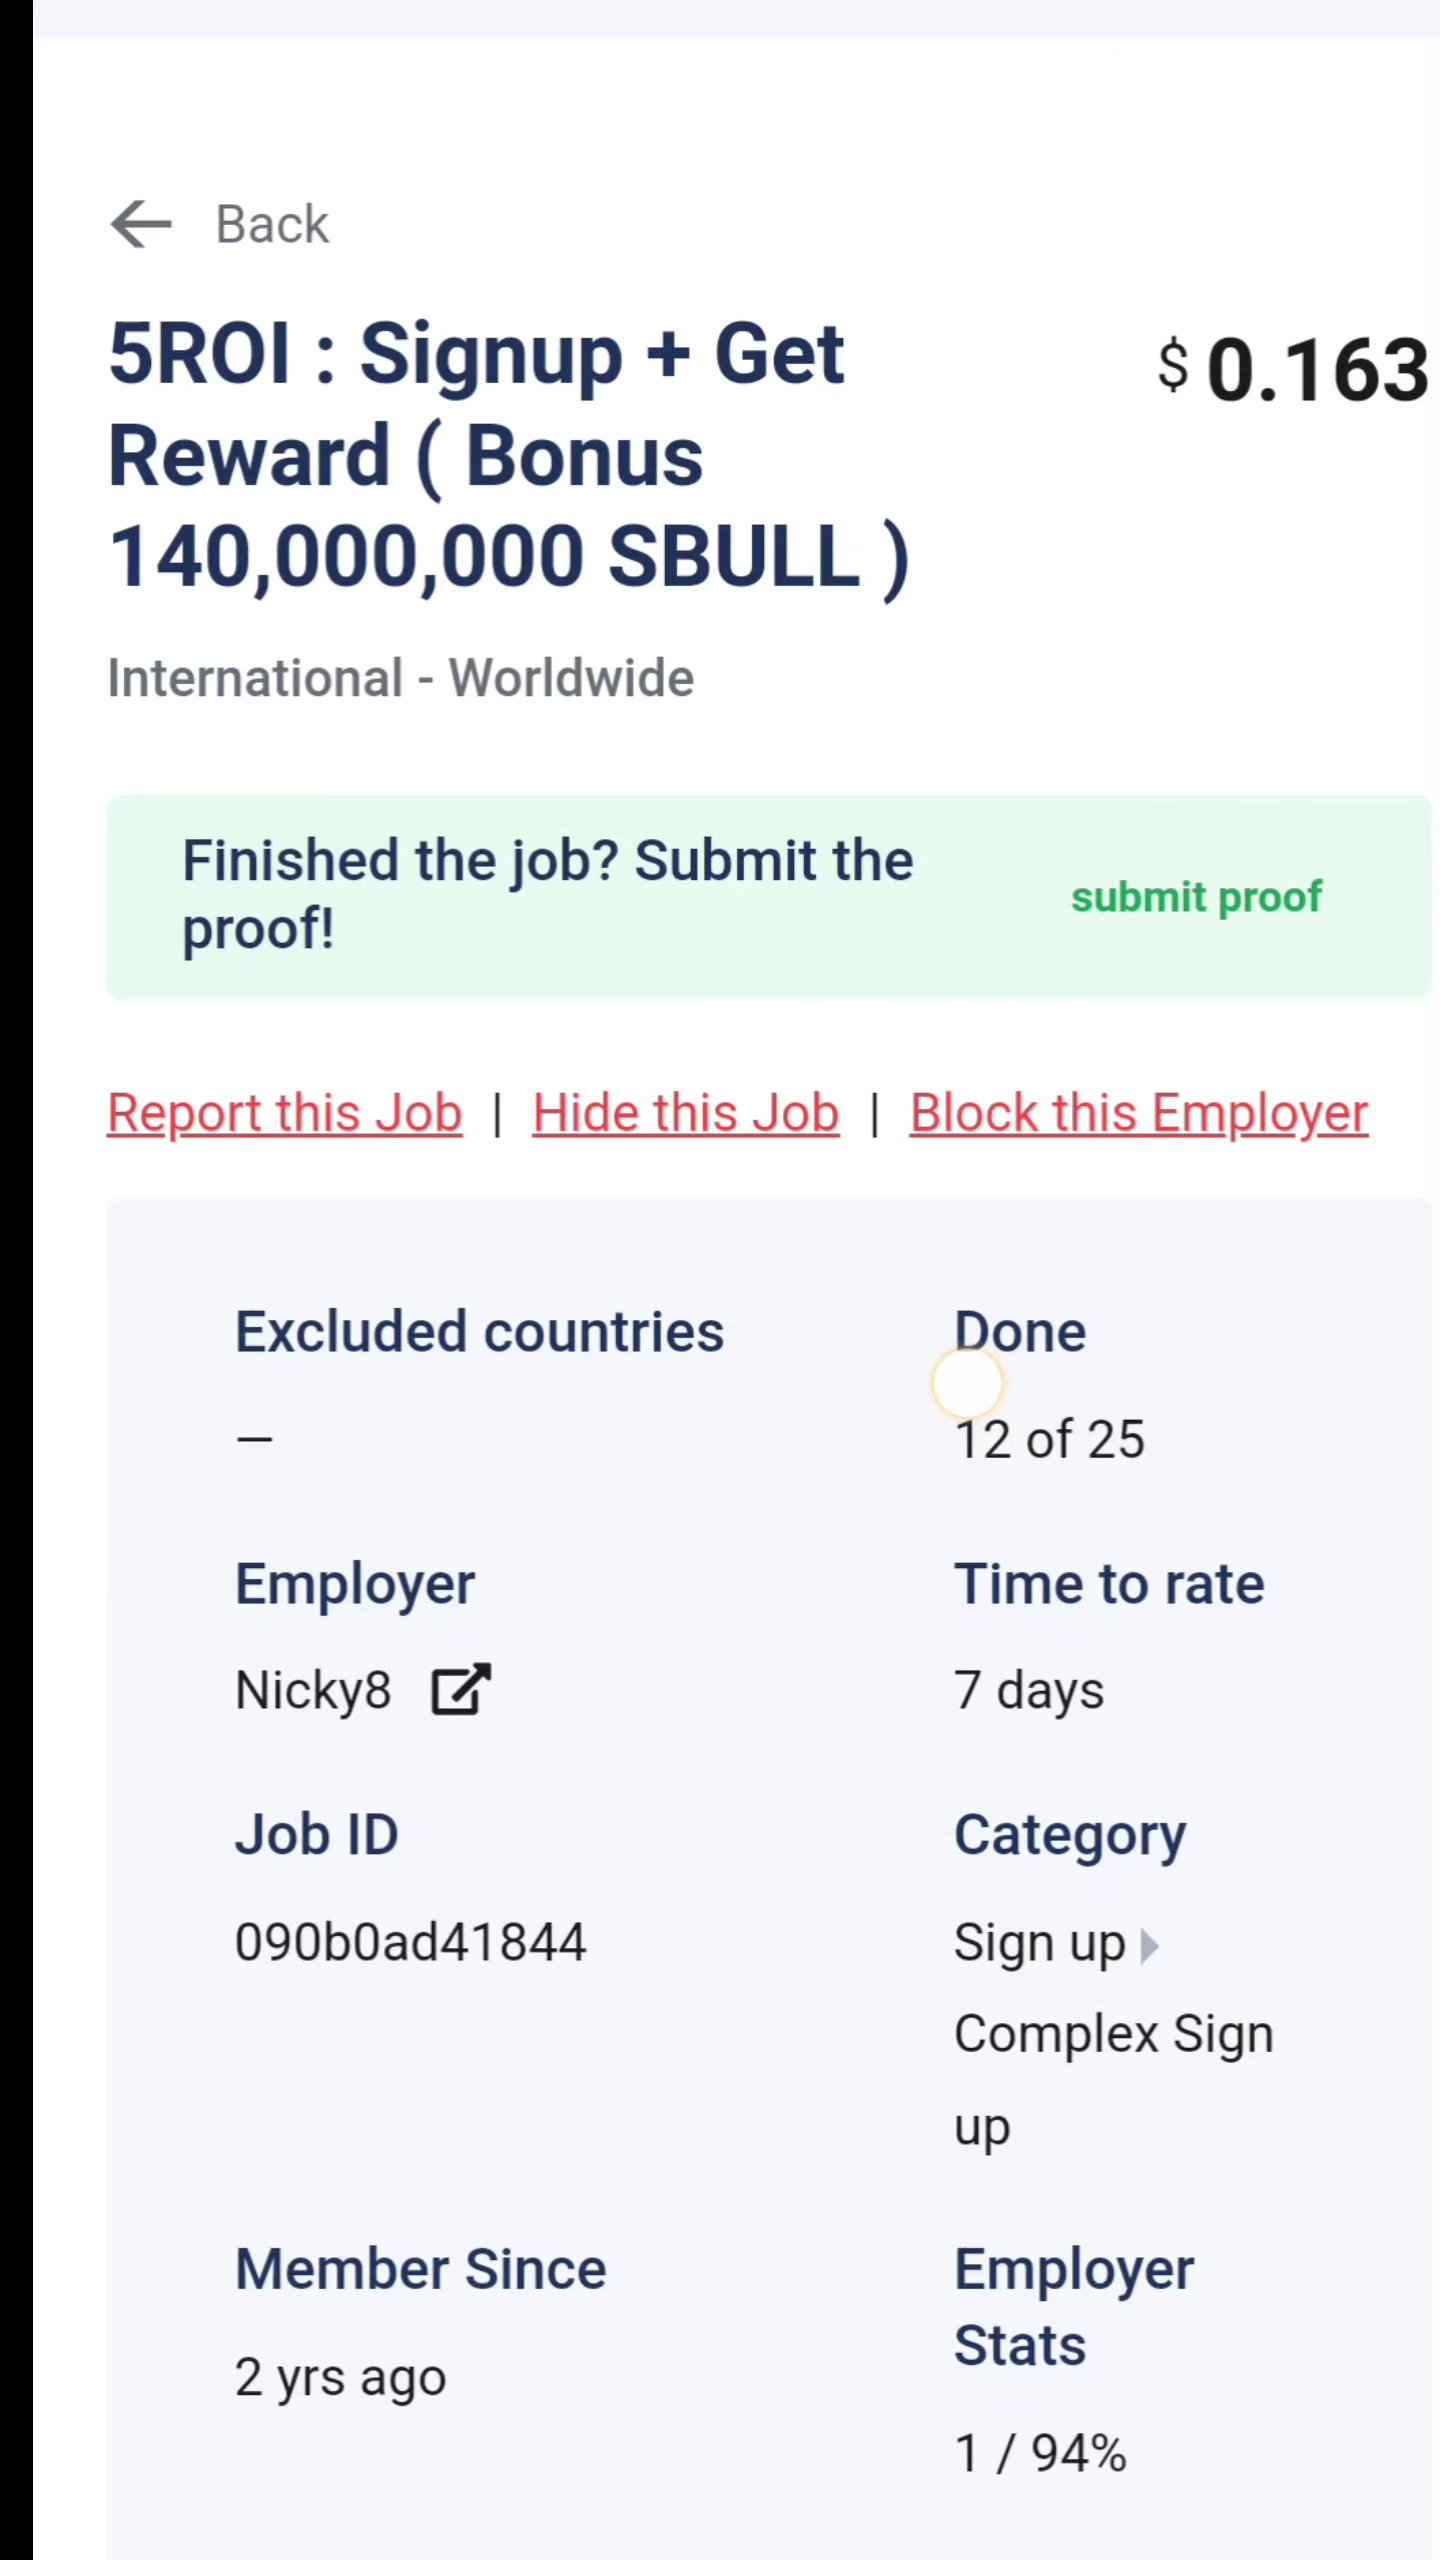 Back
5ROI : Signup + Get
Reward ( Bonus
140,000,000 SBULL )
$ 0.163
International - Worldwide
Finished the job? Submit the
proof!
submit proof
Report this Job | Hide this Job | Block this Employer
Excluded countries
–
Done
12 of 25
Employer
Nicky8
Time to rate
7 days
Job ID
090b0ad41844
Category
Sign up
Complex Sign
up
Member Since
2 yrs ago
Employer
Stats
1 / 94%